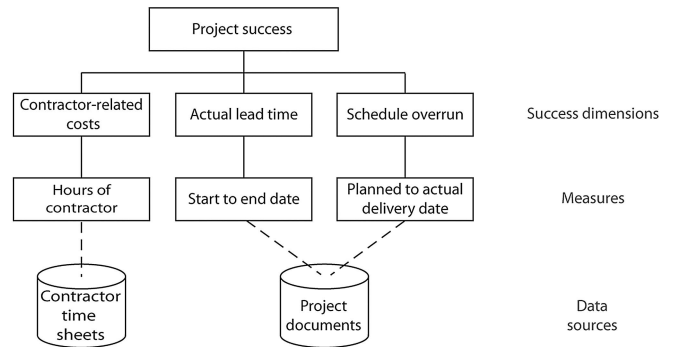 Project success
Contractor-related
costs
Actual lead time
Schedule overrun
Success dimensions
Hours of
contractor
Start to end date
Planned to actual
delivery date
Measures
Contractor
time
sheets
Project
documents
Data
sources